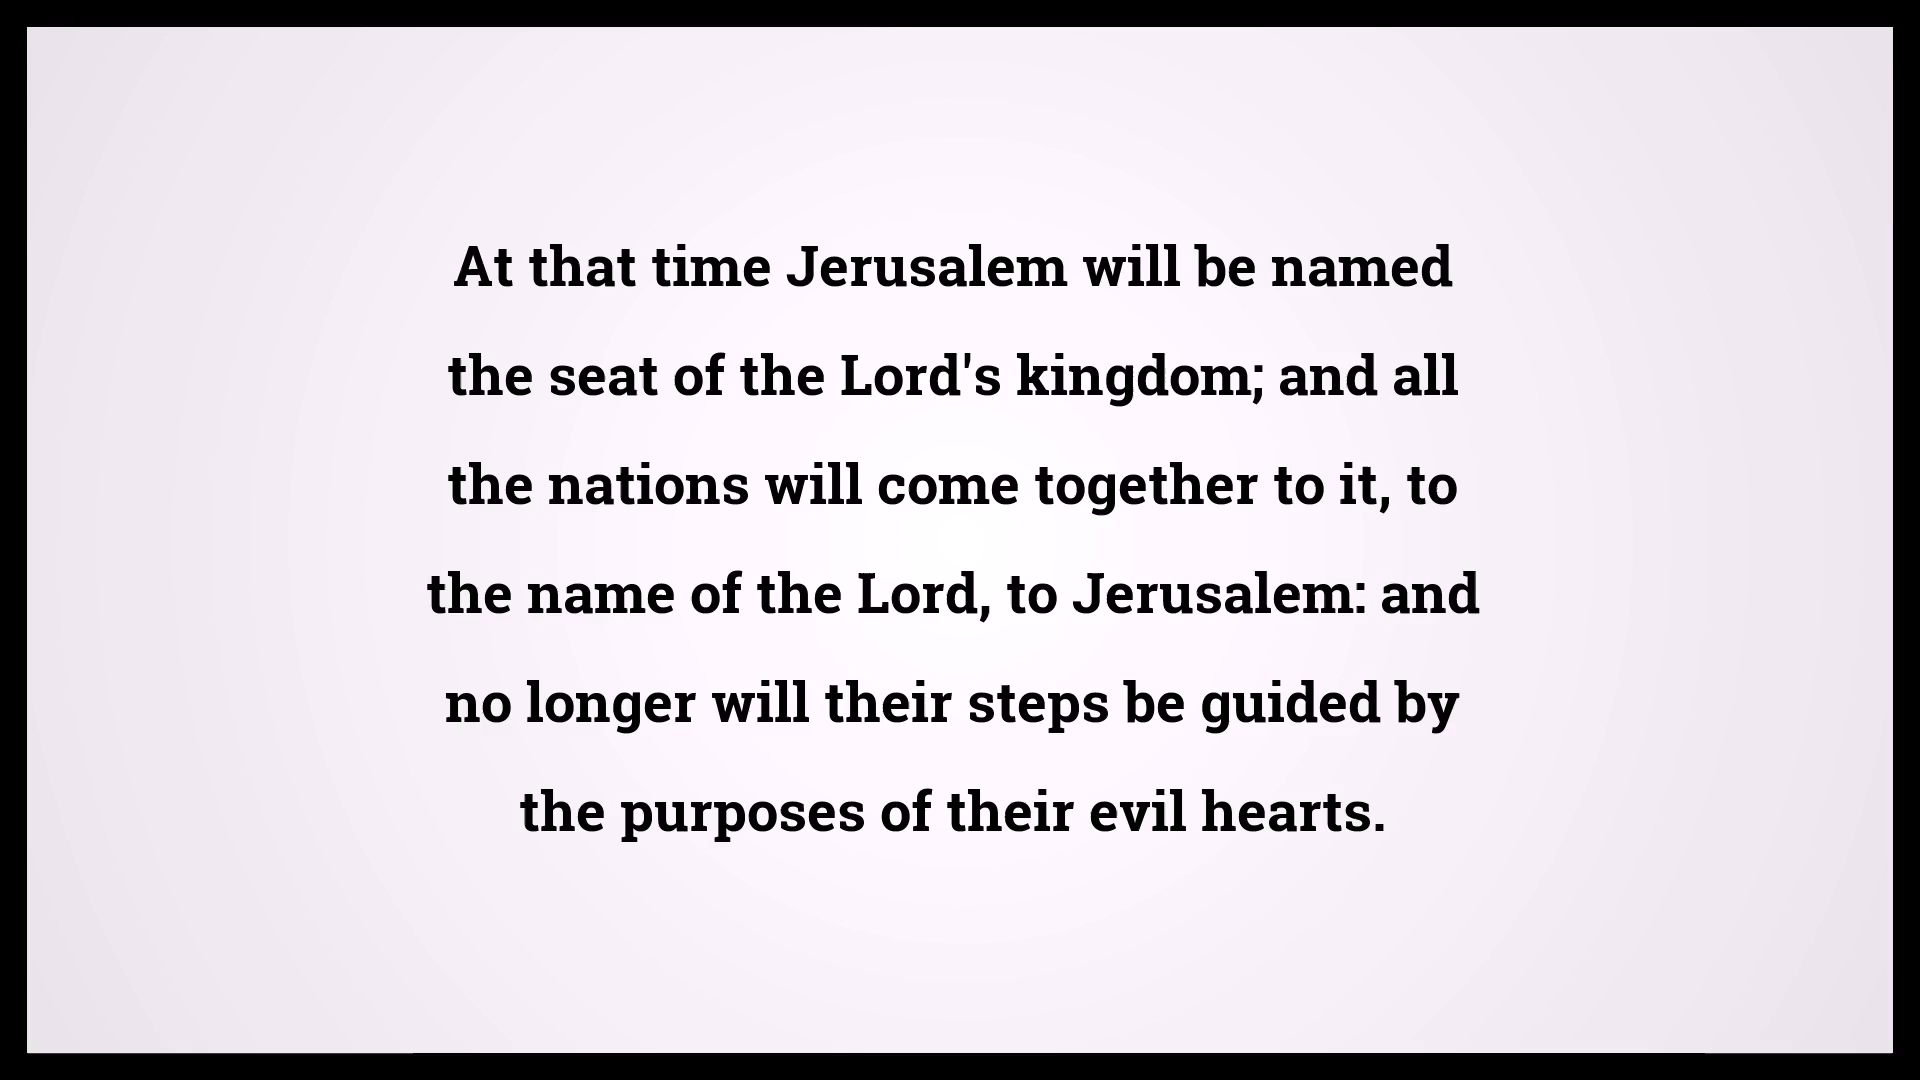 At that time Jerusalem will be named
the seat of the Lord's kingdom; and all
the nations will come together to it, to
the name of the Lord, to Jerusalem: and
no longer will their steps be guided by
the purposes of their evil hearts.